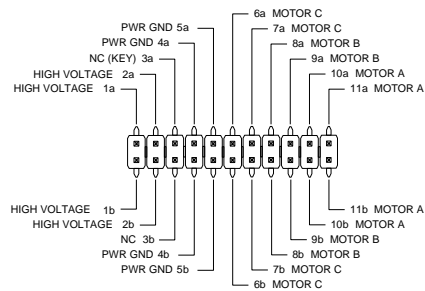 6a MOTOR C
PWR GND 5a
7a MOTOR C
PWR GND 4a
8a MOTOR B
NC (KEY) 3a
9a MOTOR B
HIGH VOLTAGE 2a
10a MOTOR A
HIGH VOLTAGE 1a
11a MOTOR A
HIGH VOLTAGE 1b
11b MOTOR A
HIGH VOLTAGE 2b
10b MOTOR A
NC 3b
9b MOTOR B
PWR GND 4b
8b MOTOR B
PWR GND 5b
7b MOTOR C
6b MOTOR C